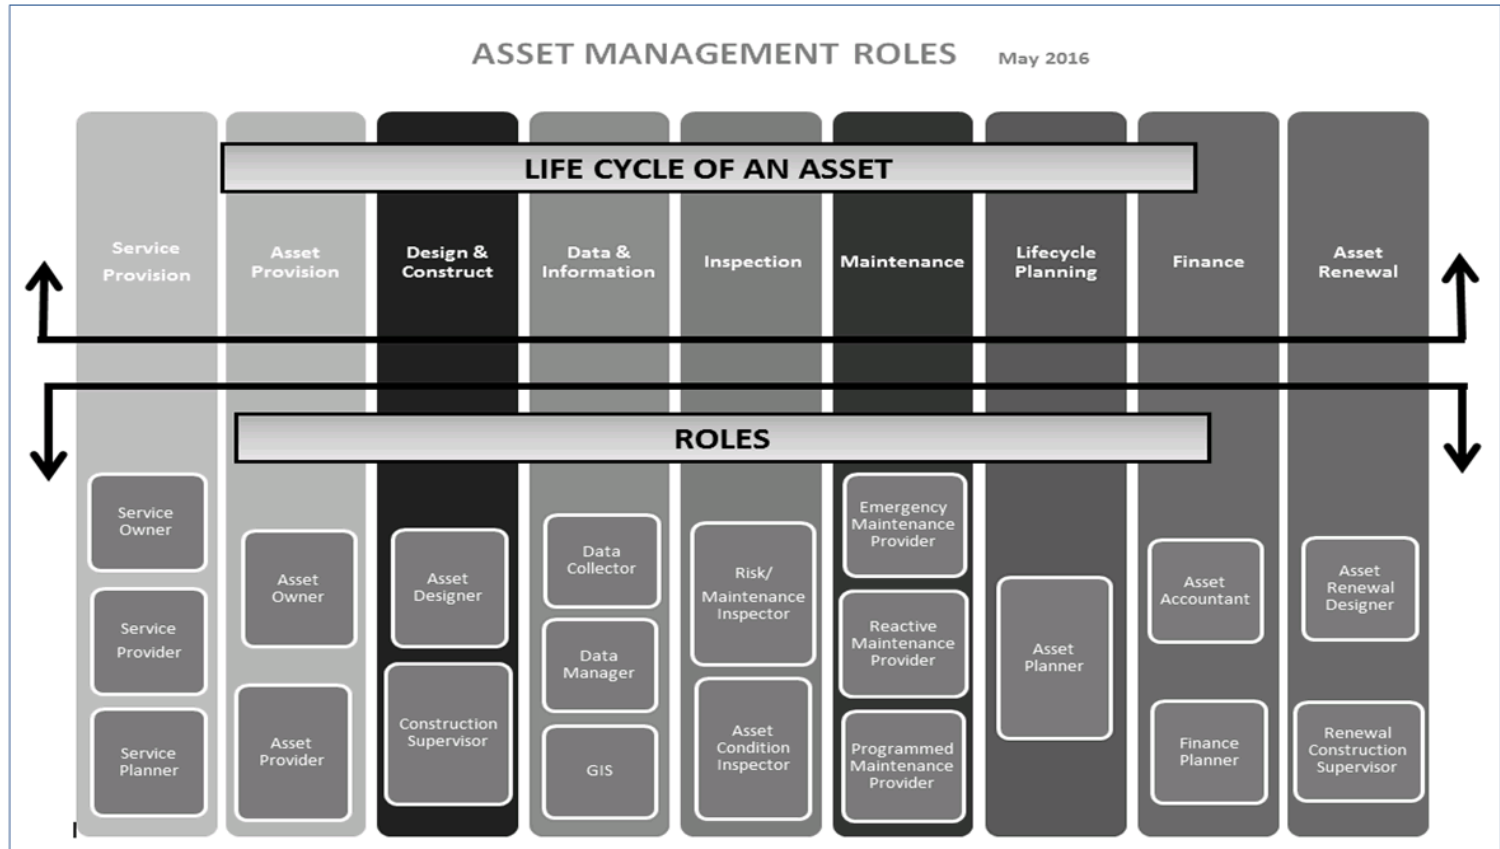 ASSET MANAGEMENT ROLES May 2016
LIFE CYCLE OF AN ASSET
Service
Provision
Asset
Provision
Design &
Construct
Data &
Information
Inspection
Maintenance
Lifecycle
Planning
Finance
Asset
Renewal
ROLES
Service
Owner
Service
Provider
Service
Planner
Asset
Owner
Asset
Provider
Asset
Designer
Construction
Supervisor
Data
Collector
Data
Manager
GIS
Risk/
Maintenance
Inspector
Asset
Condition
Inspector
Emergency
Maintenance
Provider
Reactive
Maintenance
Provider
Programmed
Maintenance
Provider
Asset
Planner
Asset
Accountant
Finance
Planner
Asset
Renewal
Designer
Renewal
Construction
Supervisor